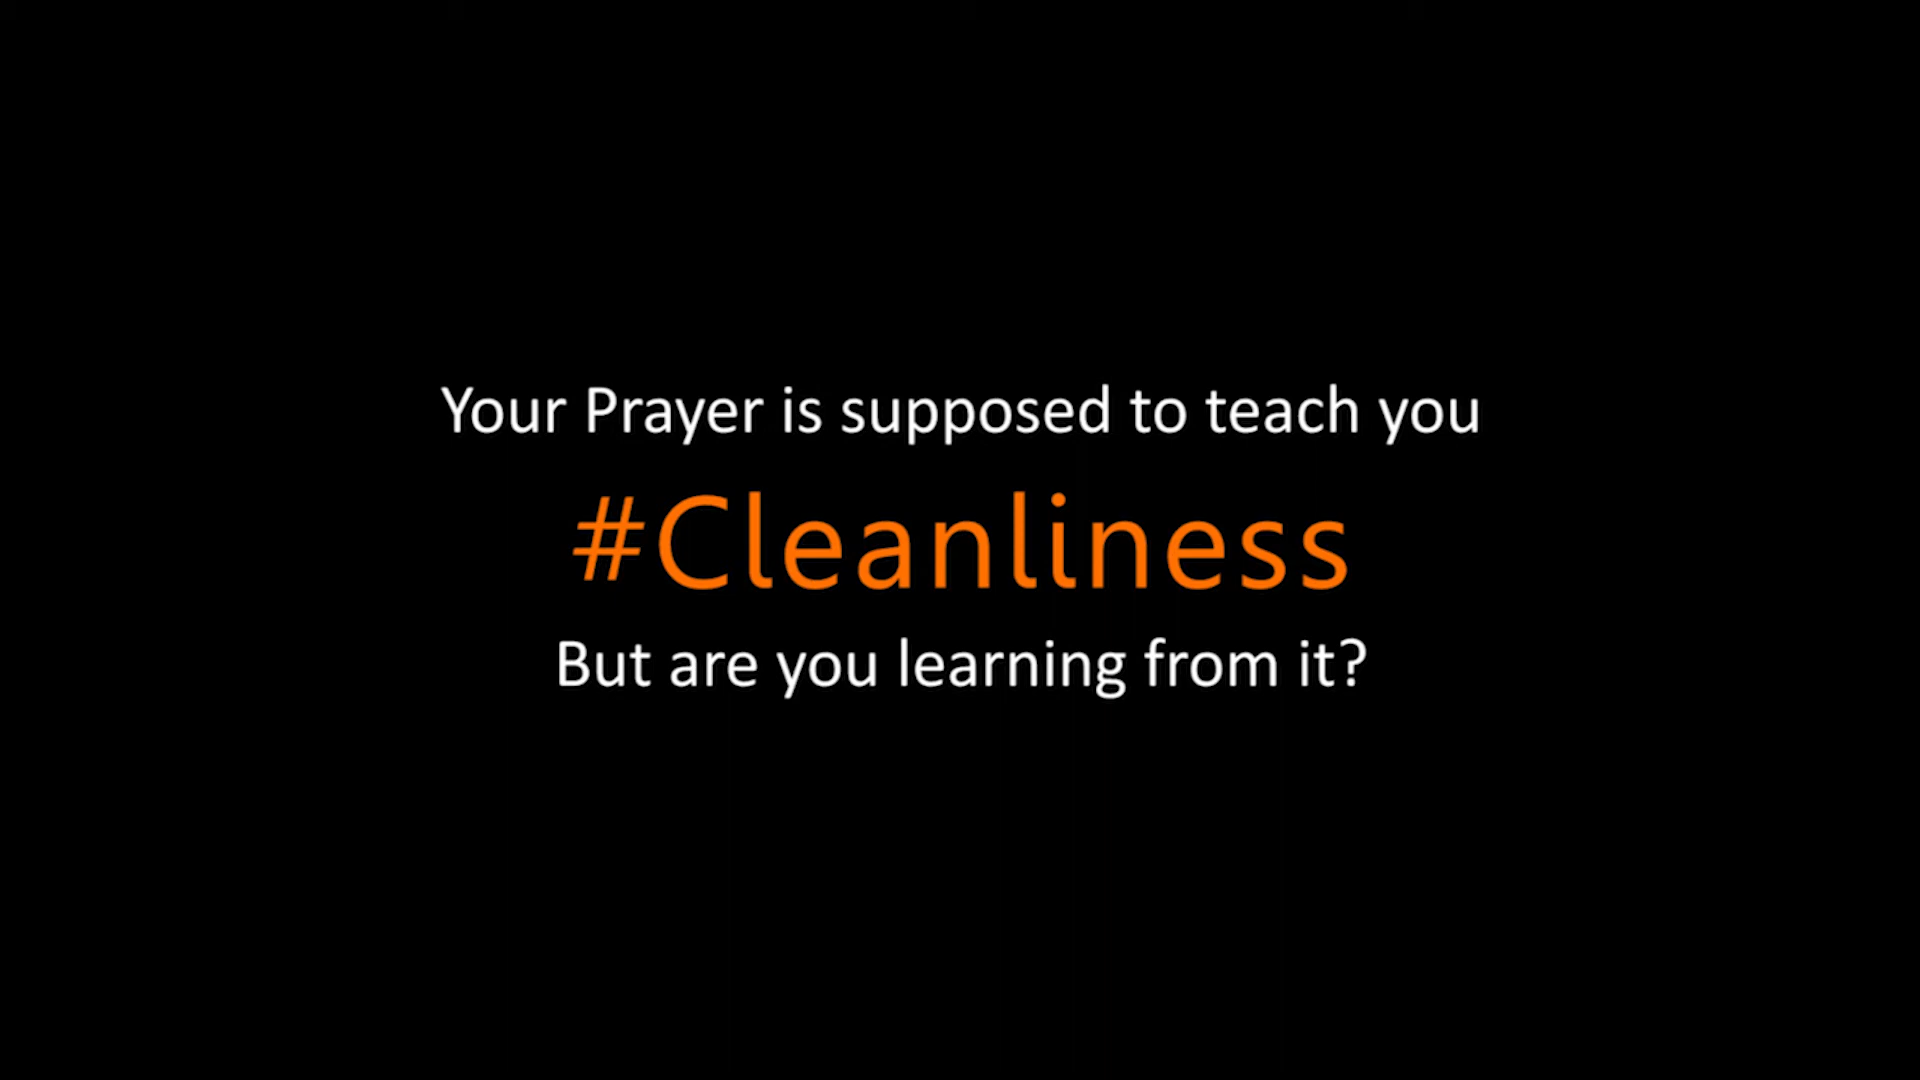 Your Prayer is supposed to teach you
#Cleanliness
But are you learning from it?